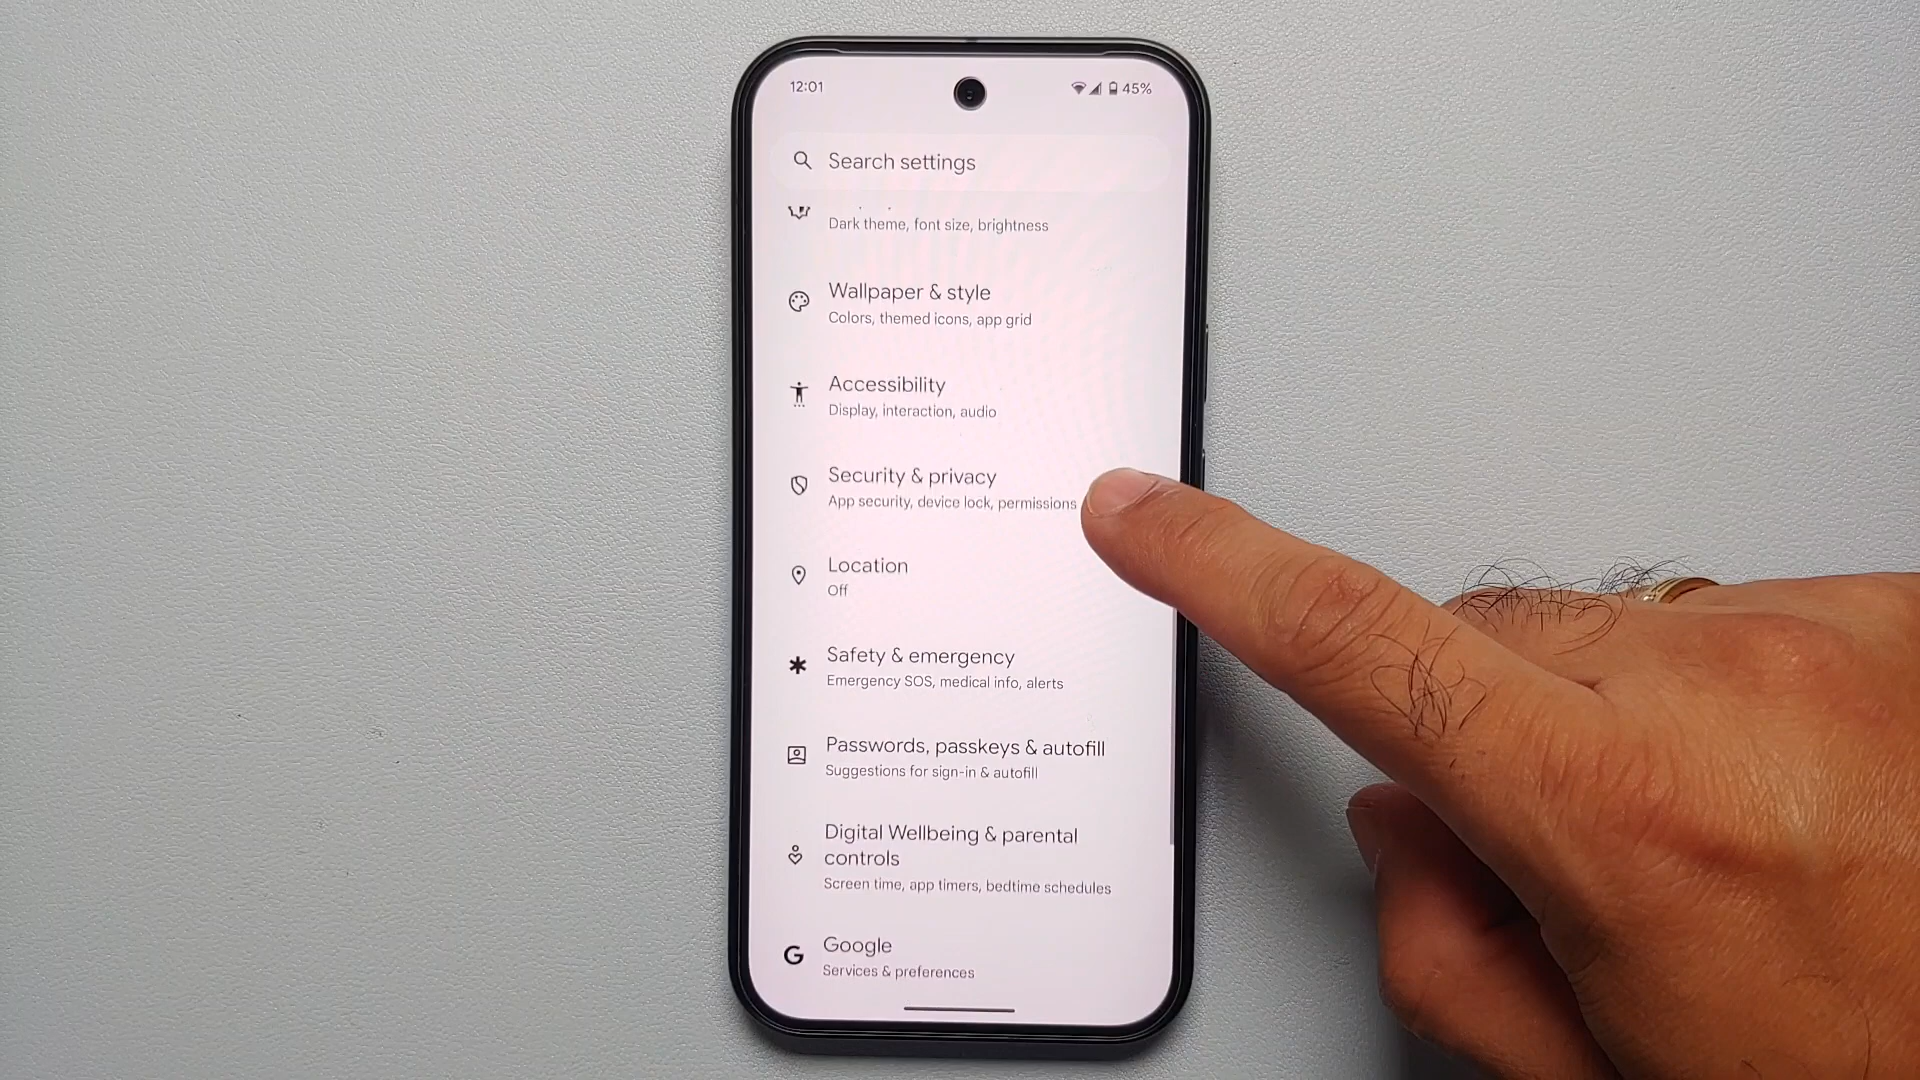 12:01
45%
Search settings
Dark theme, font size, brightness
Wallpaper & style
Colors, themed icons, app grid
Accessibility
Display, interaction, audio
Security & privacy
App security, device lock, permissions
Location
Off
Safety & emergency
Emergency SOS, medical info, alerts
Passwords, passkeys & autofill
Suggestions for sign-in & autofill
Digital Wellbeing & parental
controls
Screen time, app timers, bedtime schedules
G Google
Services & preferences